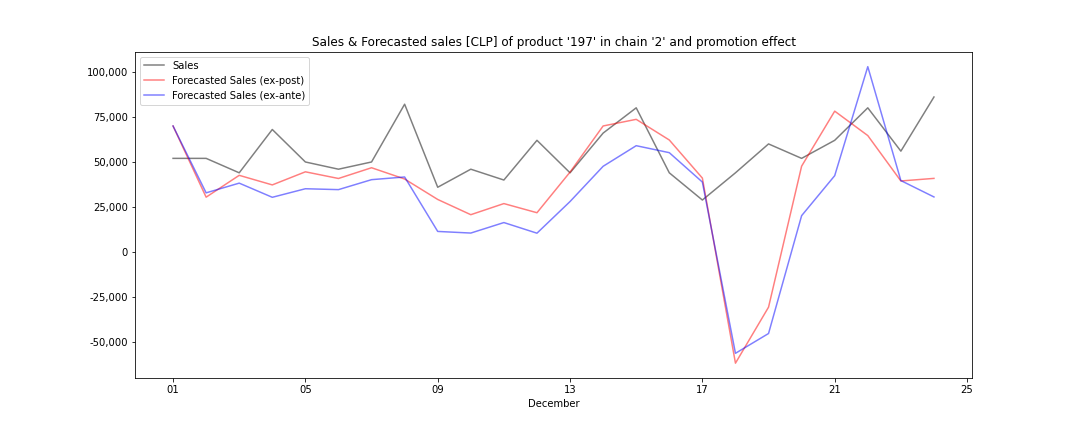 Sales & Forecasted sales [CLP] of product '197' in chain '2' and promotion effect
Sales
Forecasted Sales (ex-post)
Forecasted Sales (ex-ante)
100,000
75,000
50,000
25,000
0
-25,000
-50,000
01 05 09 13 17 21 25
December